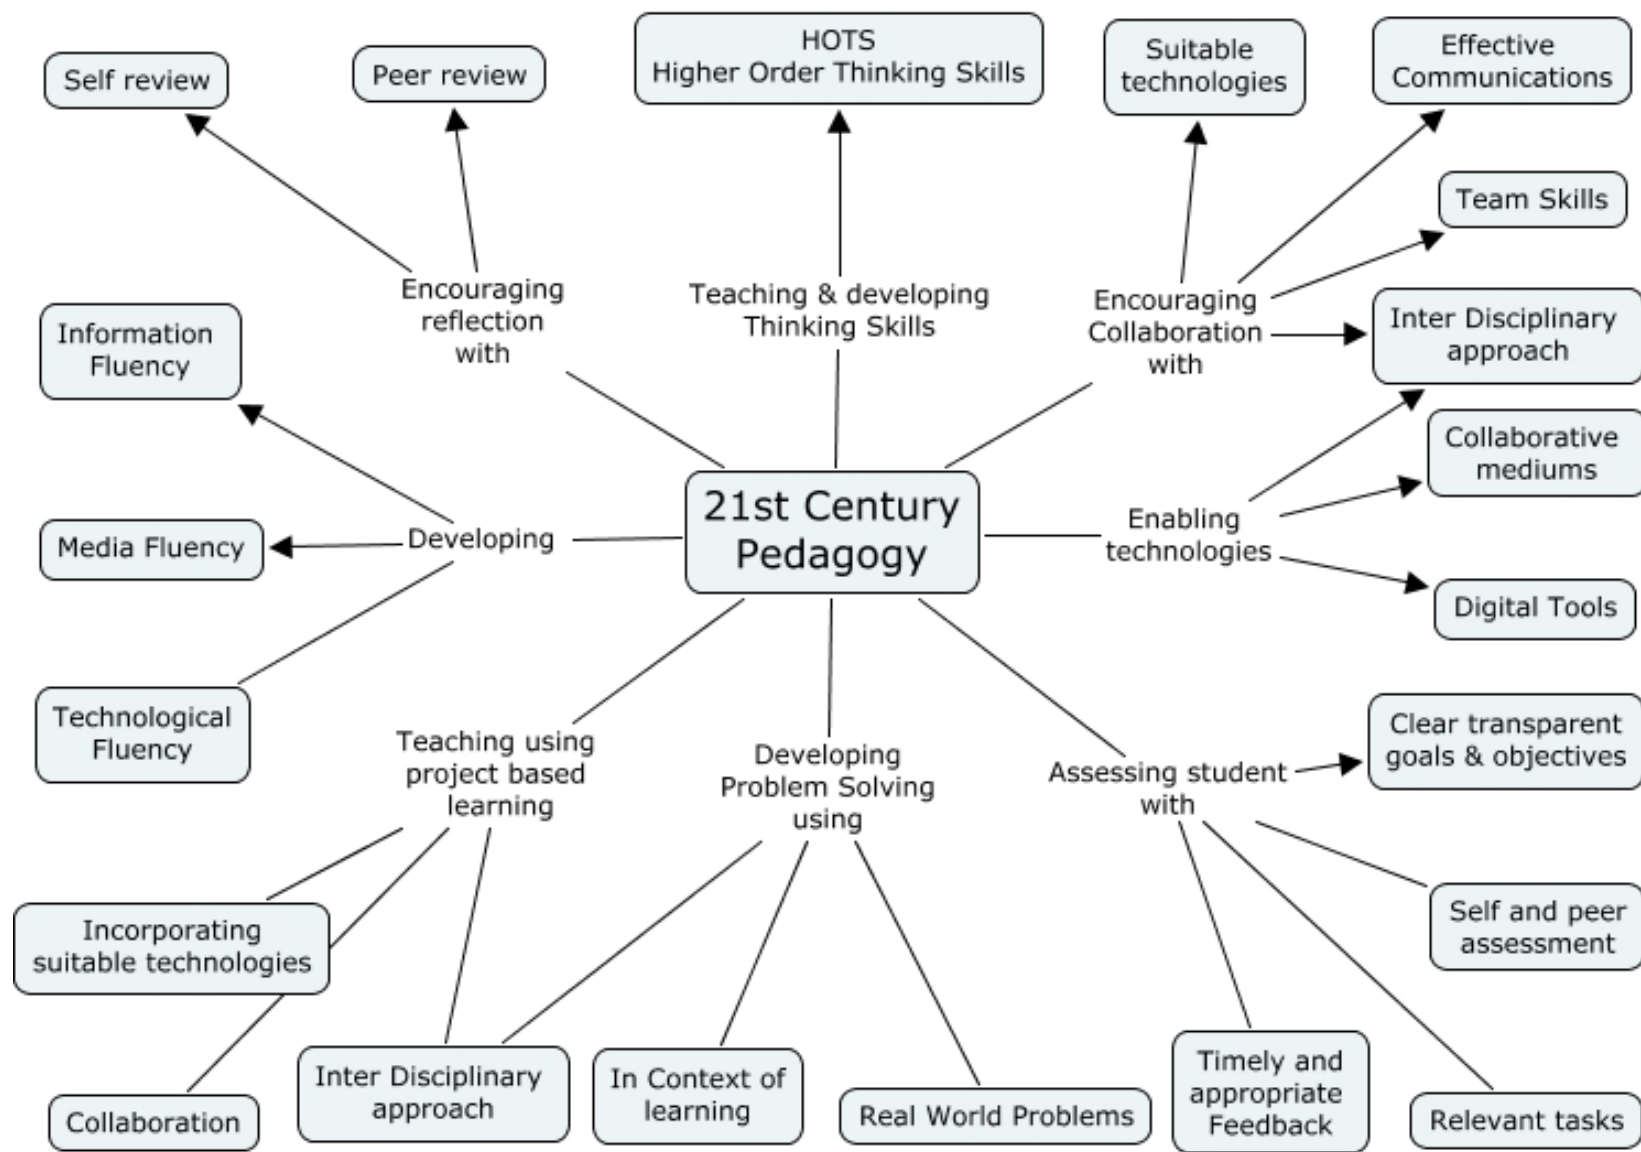 HOTS
Higher Order Thinking Skills
Suitable
technologies
Effective
Communications
Self review
Peer review
Team Skills
Encouraging
reflection
with
Teaching & developing
Thinking Skills
Encouraging
Collaboration
with
Inter Disciplinary
approach
Information
Fluency
Collaborative
mediums
21st Century
Pedagogy
Developing
Enabling
technologies
Media Fluency
Digital Tools
Technological
Fluency
Teaching using
project based
learning
Developing
Problem Solving
using
Assessing student
with
Clear transparent
goals & objectives
Incorporating
suitable technologies
Self and peer
assessment
Collaboration
Inter Disciplinary
approach
In Context of
learning
Real World Problems
Timely and
appropriate
Feedback
Relevant tasks